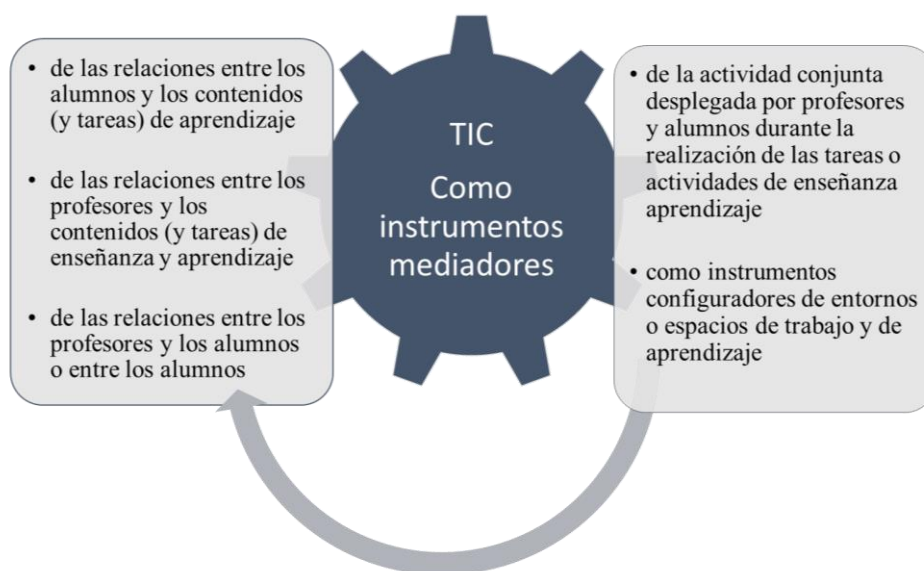 • de las relaciones entre los
alumnos y los contenidos
(y tareas) de aprendizaje
• de las relaciones entre los
profesores y los
contenidos (y tareas) de
enseñanza y aprendizaje
• de las relaciones entre los
profesores y los alumnos
o entre los alumnos
TIC
Como
instrumentos
mediadores
• de la actividad conjunta
desplegada por profesores
y alumnos durante la
realización de las tareas o
actividades de enseñanza
aprendizaje
• como instrumentos
configuradores de entornos
o espacios de trabajo y de
aprendizaje